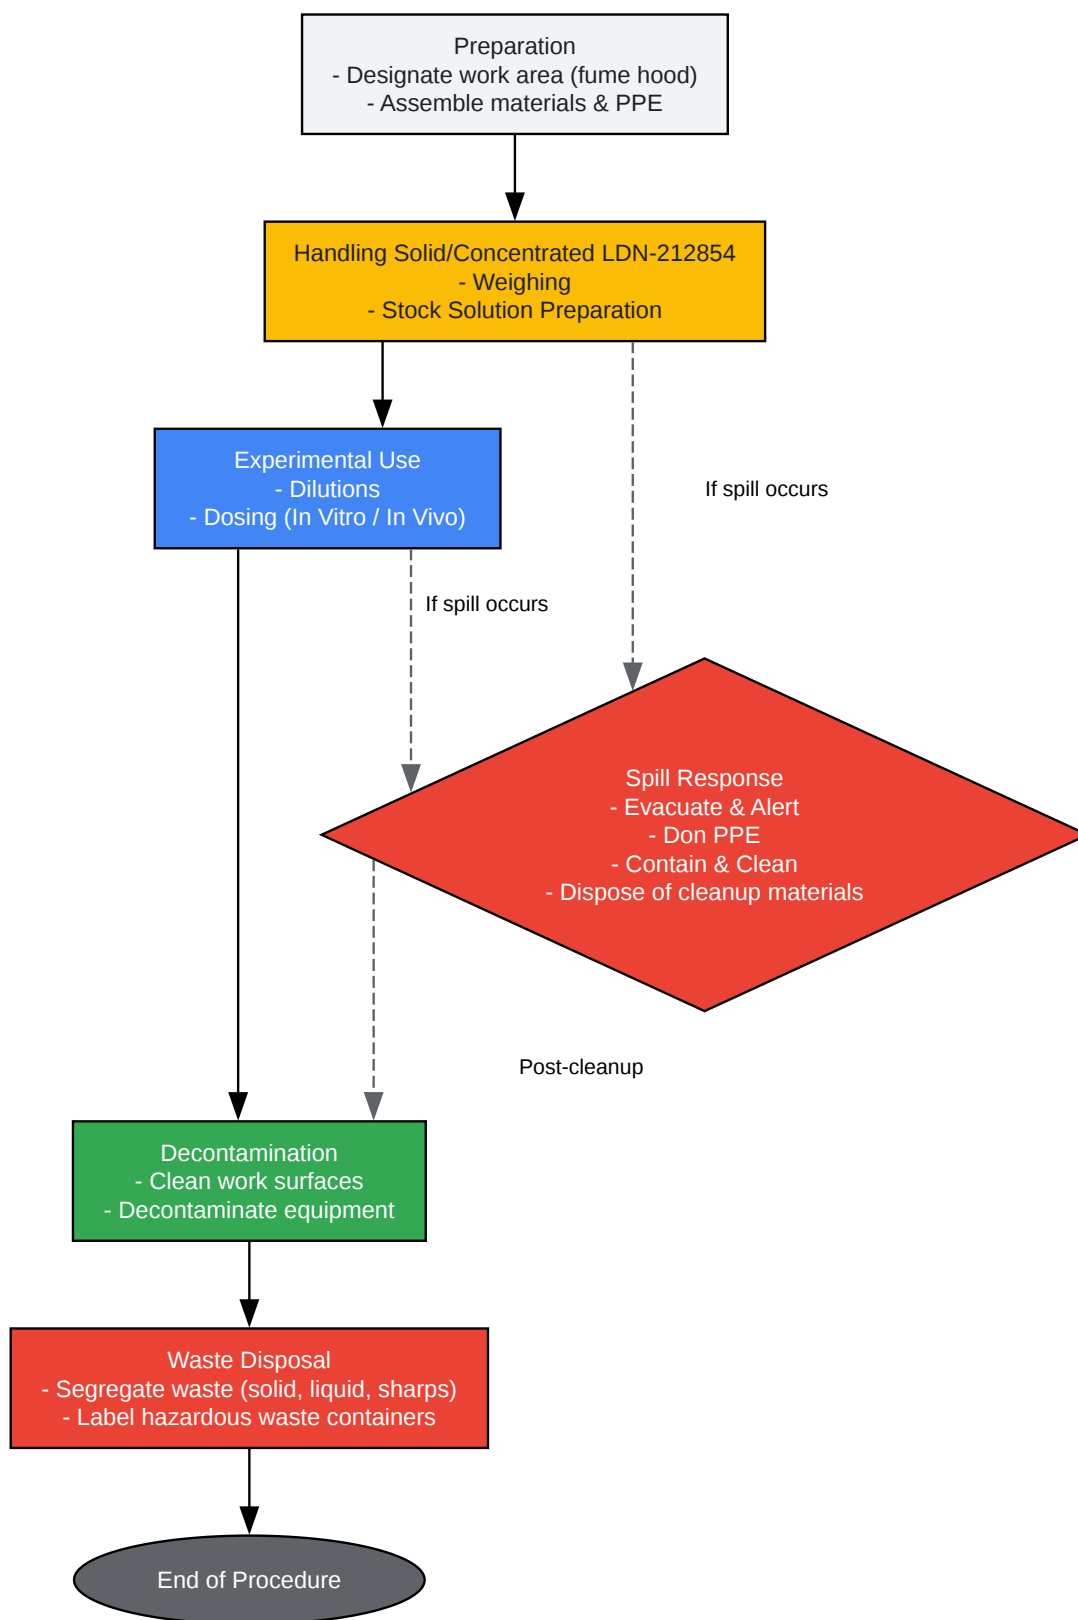 Preparation
- Designate work area (fume hood)
- Assemble materials & PPE
Handling Solid/Concentrated LDN-212854
- Weighing
- Stock Solution Preparation
Experimental Use
- Dilutions
- Dosing (In Vitro / In Vivo)
If spill occurs
If spill occurs
Spill Response
- Evacuate & Alert
- Don PPE
- Contain & Clean
- Dispose of cleanup materials
Post-cleanup
Decontamination
- Clean work surfaces
- Decontaminate equipment
Waste Disposal
- Segregate waste (solid, liquid, sharps)
- Label hazardous waste containers
End of Procedure